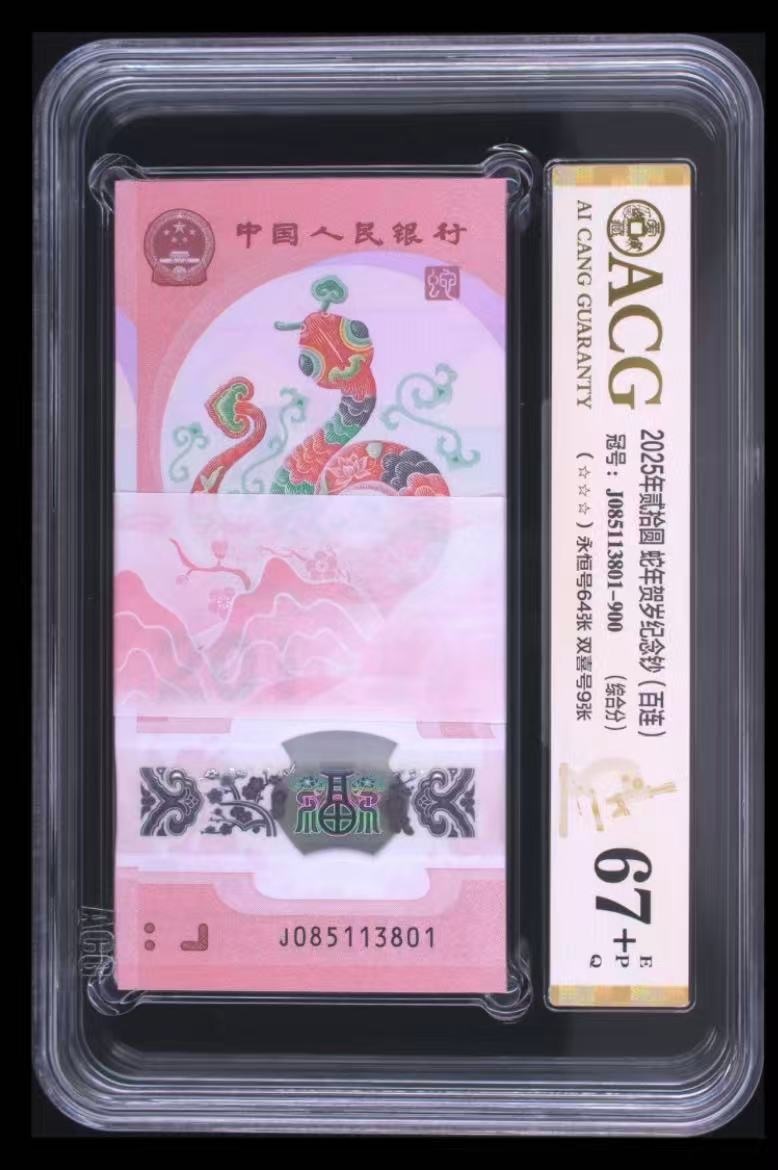 中国人民银行
蛇
J085113801
ACG
AI CANG GUARANTY
2025年贰拾圆 蛇年贺岁纪念钞（百连）
冠号：J085113801-900 （综合分）
（☆☆☆）永恒号64张 双喜号9张
67+
E
P
Q
ACG